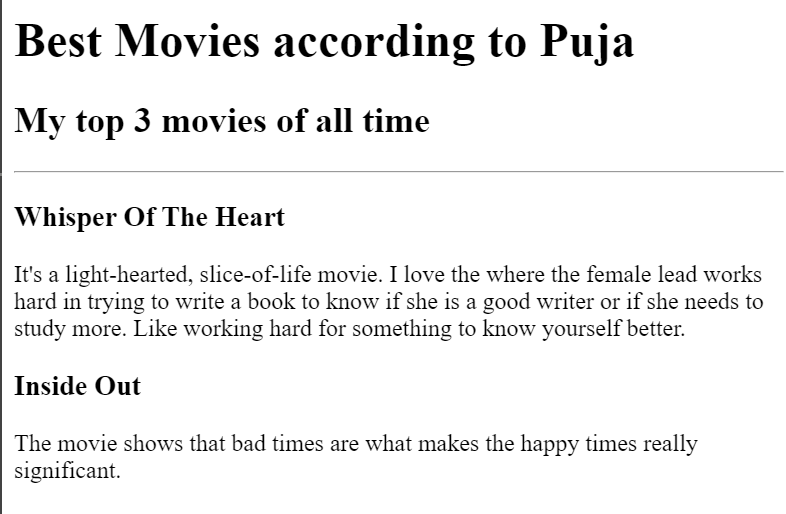 Best Movies according to Puja
My top 3 movies of all time
Whisper Of The Heart
It's a light-hearted, slice-of-life movie. I love the where the female lead works
hard in trying to write a book to know if she is a good writer or if she needs to
study more. Like working hard for something to know yourself better.
Inside Out
The movie shows that bad times are what makes the happy times really
significant.